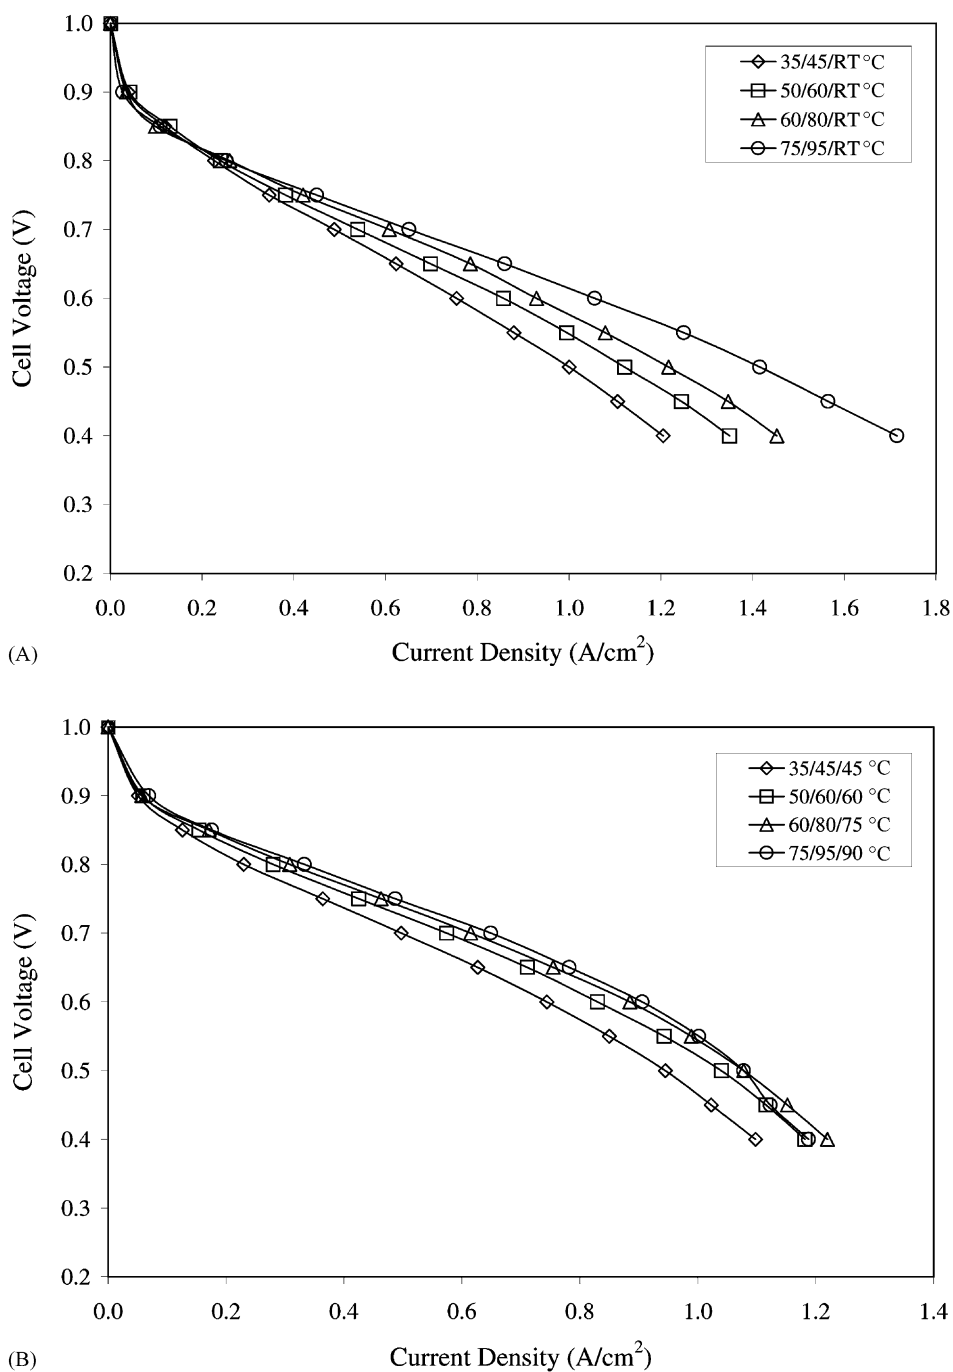 1.0
0.9
0.8
0.7
0.6
0.5
0.4
0.3
0.2
Cell Voltage (V)
35/45/RT °C
50/60/RT °C
60/80/RT °C
75/95/RT °C
0.0 0.2 0.4 0.6 0.8 1.0 1.2 1.4 1.6 1.8
Current Density (A/cm²)
(A)
1.0
0.9
0.8
0.7
0.6
0.5
0.4
0.3
0.2
Cell Voltage (V)
35/45/45 °C
50/60/60 °C
60/80/75 °C
75/95/90 °C
0.0 0.2 0.4 0.6 0.8 1.0 1.2 1.4
Current Density (A/cm²)
(B)